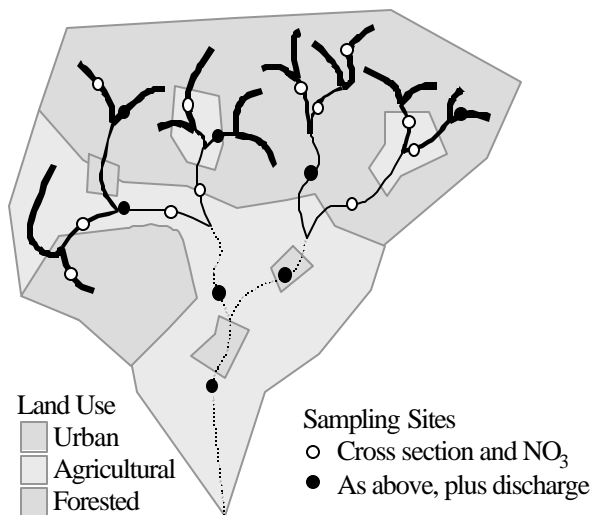 Land Use
Urban
Agricultural
Forested
Sampling Sites
Cross section and NO3
As above, plus discharge